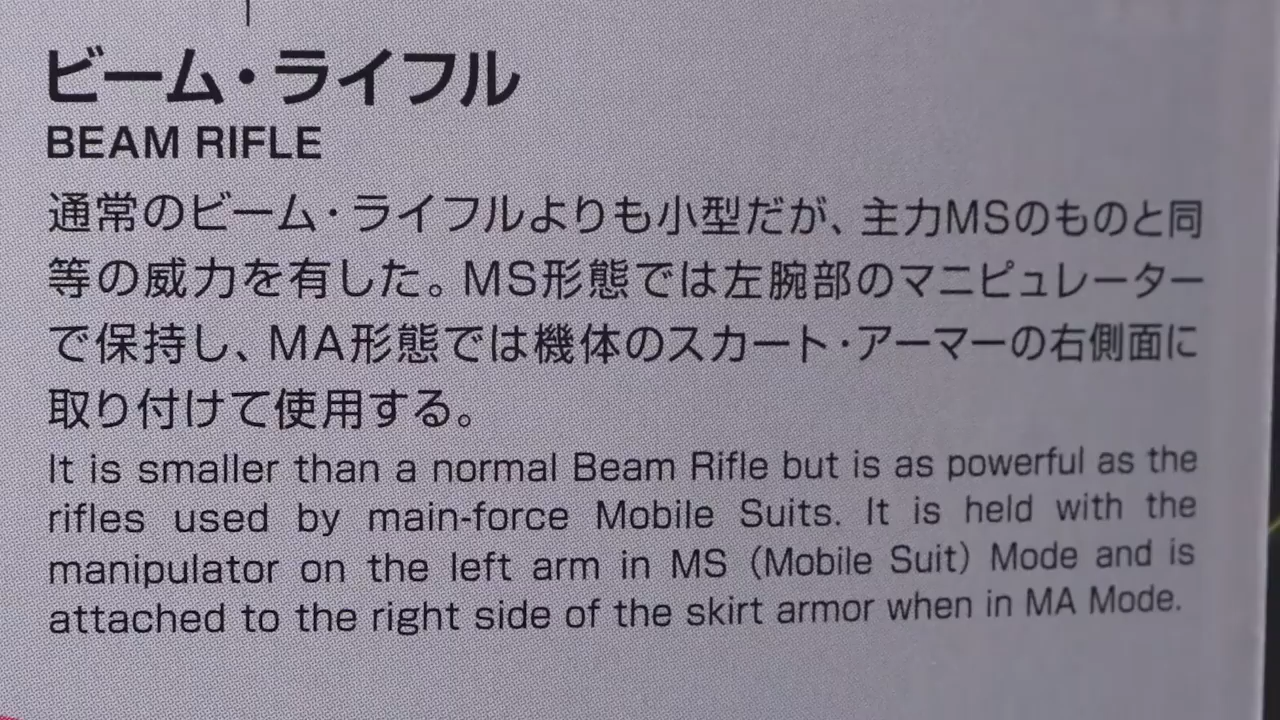 ビーム・ライフル
BEAM RIFLE
通常のビーム・ライフルよりも小型だが、主力MSのものと同
等の威力を有した。MS形態では左腕部のマニピュレーター
で保持し、MA形態では機体のスカート・アーマーの右側面に
取り付けて使用する。
It is smaller than a normal Beam Rifle but is as powerful as the
rifles used by main-force Mobile Suits. It is held with the
manipulator on the left arm in MS (Mobile Suit) Mode and is
attached to the right side of the skirt armor when in MA Mode.